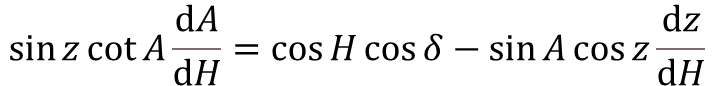 sin z cot A dA/dH = cos H cos δ − sin A cos z dz/dH